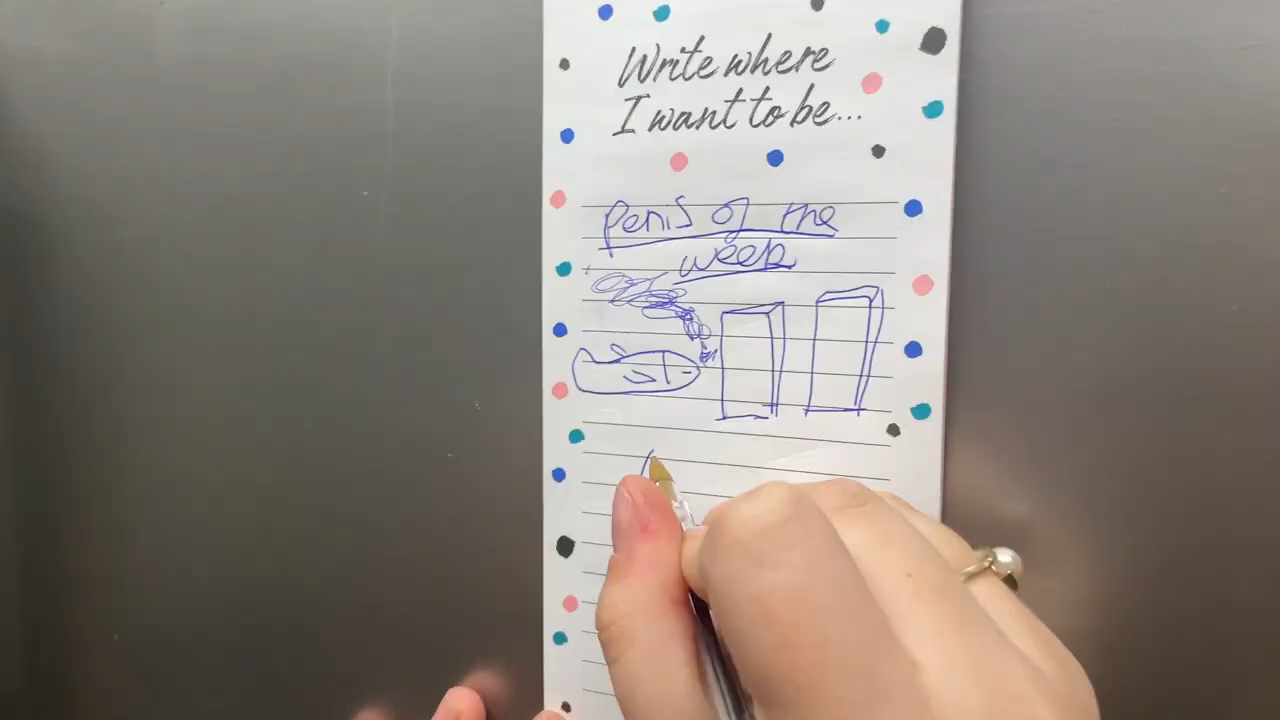 Write where
I want to be...
Penis of the
week